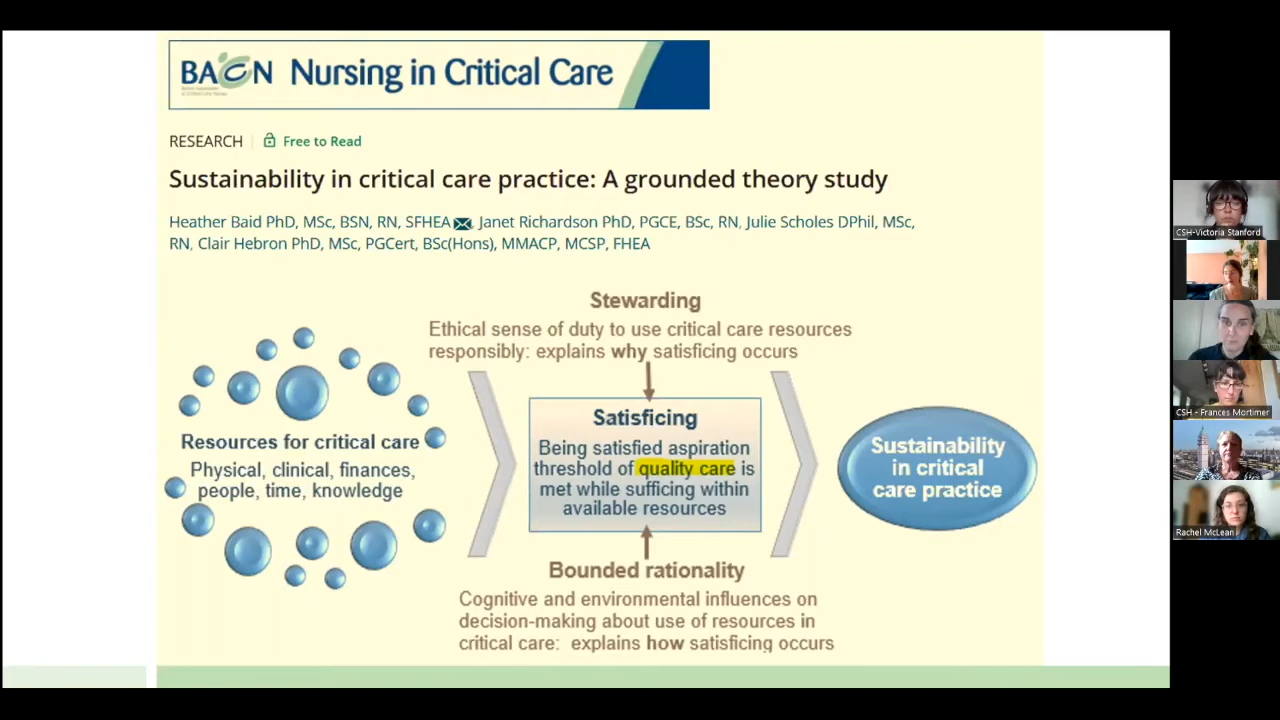 BACN Nursing in Critical Care
RESEARCH Free to Read
Sustainability in critical care practice: A grounded theory study
Heather Baid PhD, MSc, BSN, RN, SFHEA, Janet Richardson PhD, PGCE, BSc, RN, Julie Scholes DPhil, MSc,
RN, Clair Hebron PhD, MSc, PGCert, BSc(Hons), MMACP, MCSP, FHEA
Stewarding
Ethical sense of duty to use critical care resources
responsibly: explains why satisficing occurs
Resources for critical care
Physical, clinical, finances,
people, time, knowledge
Satisficing
Being satisfied aspiration
threshold of quality care is
met while sufficing within
available resources
Sustainability
in critical
care practice
Bounded rationality
Cognitive and environmental influences on
decision-making about use of resources in
critical care: explains how satisficing occurs
CSH-Victoria Stanford
CSH - Frances Mortimer
Rachel McLean